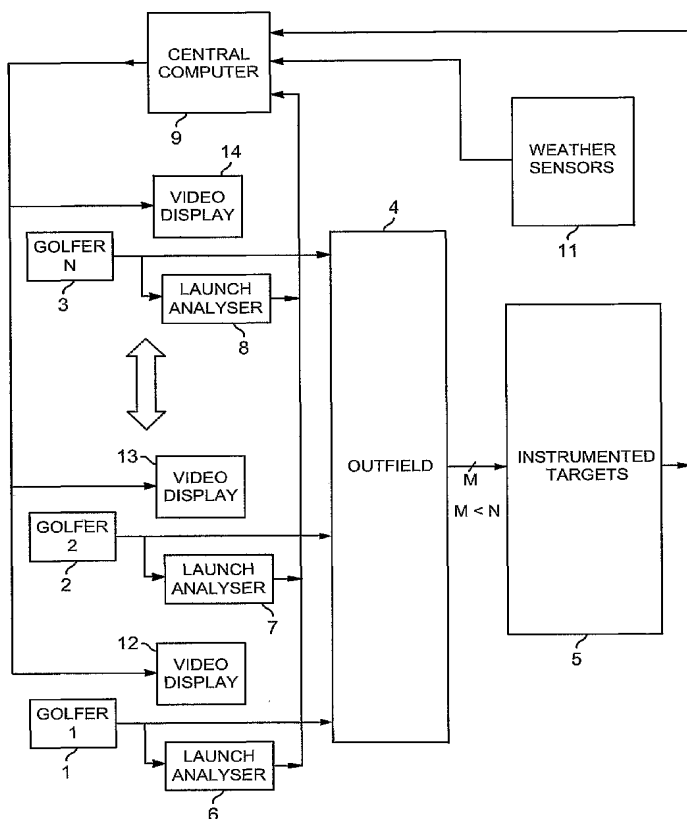 CENTRAL
COMPUTER
9
WEATHER
SENSORS
11
14
VIDEO
DISPLAY
4
GOLFER
N
3
LAUNCH
ANALYSER
8
13
VIDEO
DISPLAY
OUTFIELD
M
M < N
INSTRUMENTED
TARGETS
5
GOLFER
2
2
LAUNCH
ANALYSER
7
12
VIDEO
DISPLAY
GOLFER
1
1
LAUNCH
ANALYSER
6